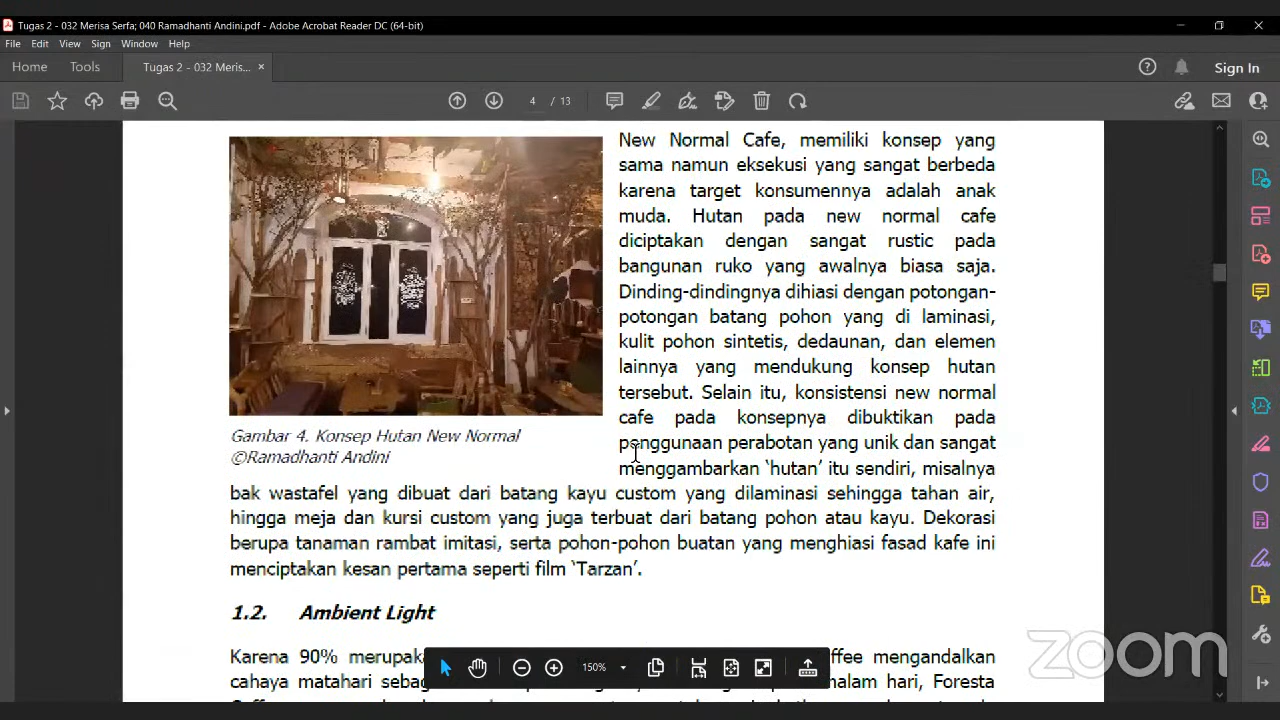 Tugas 2 - 032 Merisa Serfa; 040 Ramadhanti Andini.pdf - Adobe Acrobat Reader DC (64-bit)
File Edit View Sign Window Help
Home Tools Tugas 2 - 032 Meris... × Sign In
4 / 13
New Normal Cafe, memiliki konsep yang
sama namun eksekusi yang sangat berbeda
karena target konsumennya adalah anak
muda. Hutan pada new normal cafe
diciptakan dengan sangat rustic pada
bangunan ruko yang awalnya biasa saja.
Dinding-dindingnya dihiasi dengan potongan-
potongan batang pohon yang di laminasi,
kulit pohon sintetis, dedaunan, dan elemen
lainnya yang mendukung konsep hutan
tersebut. Selain itu, konsistensi new normal
cafe pada konsepnya dibuktikan pada
penggunaan perabotan yang unik dan sangat
menggambarkan ‘hutan’ itu sendiri, misalnya
Gambar 4. Konsep Hutan New Normal
©Ramadhanti Andini
bak wastafel yang dibuat dari batang kayu custom yang dilaminasi sehingga tahan air,
hingga meja dan kursi custom yang juga terbuat dari batang pohon atau kayu. Dekorasi
berupa tanaman rambat imitasi, serta pohon-pohon buatan yang menghiasi fasad kafe ini
menciptakan kesan pertama seperti film ‘Tarzan’.
1.2. Ambient Light
Karena 90% merupak ffee mengandalkan
cahaya matahari sebag malam hari, Foresta
150%
zoom